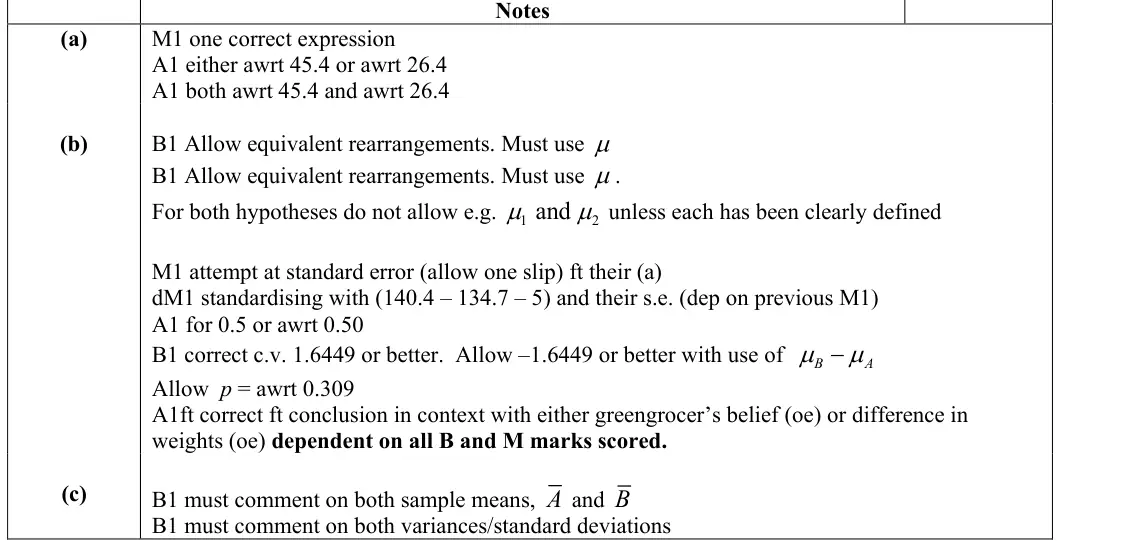 Notes
(a) M1 one correct expression
A1 either awrt 45.4 or awrt 26.4
A1 both awrt 45.4 and awrt 26.4
(b) B1 Allow equivalent rearrangements. Must use μ
B1 Allow equivalent rearrangements. Must use μ .
For both hypotheses do not allow e.g. μ₁ and μ₂ unless each has been clearly defined
M1 attempt at standard error (allow one slip) ft their (a)
dM1 standardising with (140.4 – 134.7 – 5) and their s.e. (dep on previous M1)
A1 for 0.5 or awrt 0.50
B1 correct c.v. 1.6449 or better. Allow –1.6449 or better with use of μ_B − μ_A
Allow p = awrt 0.309
A1ft correct ft conclusion in context with either greengrocer's belief (oe) or difference in
weights (oe) dependent on all B and M marks scored.
(c) B1 must comment on both sample means, A̅ and B̅
B1 must comment on both variances/standard deviations